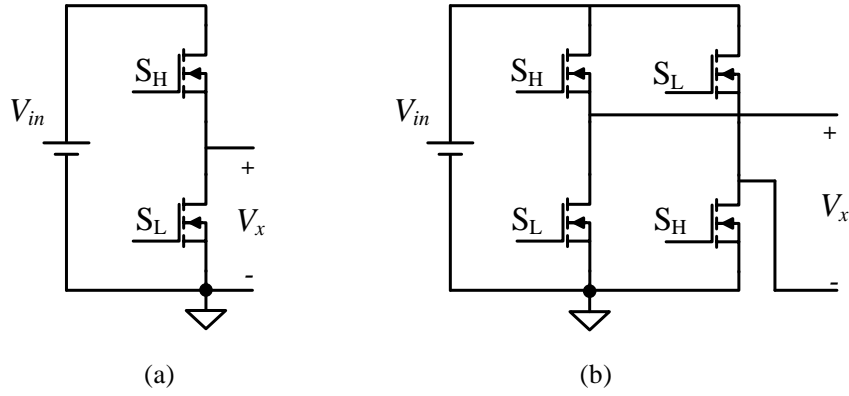 S_H
V_in
+
S_L
V_x
-
(a)
S_H
S_L
V_in
+
S_L
S_H
V_x
-
(b)